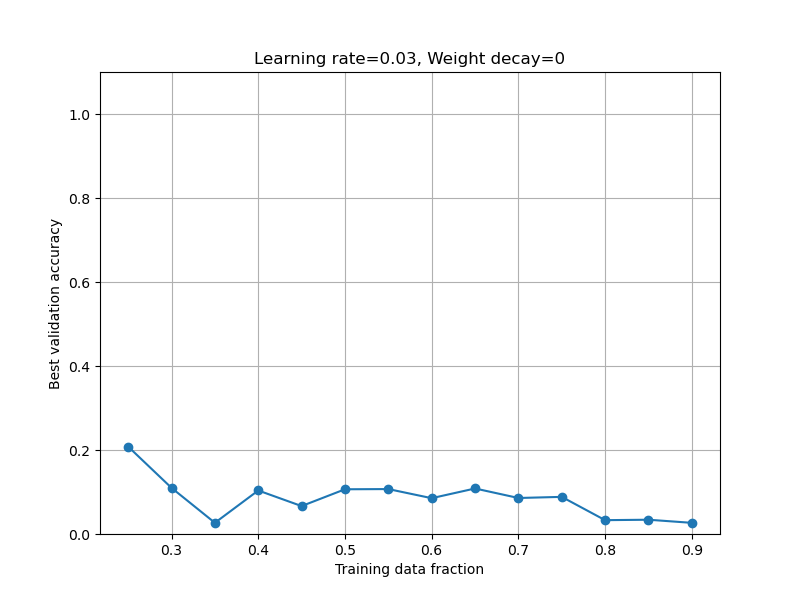 Learning rate=0.03, Weight decay=0
1.0
0.8
0.6
0.4
0.2
0.0
Best validation accuracy
0.3 0.4 0.5 0.6 0.7 0.8 0.9
Training data fraction